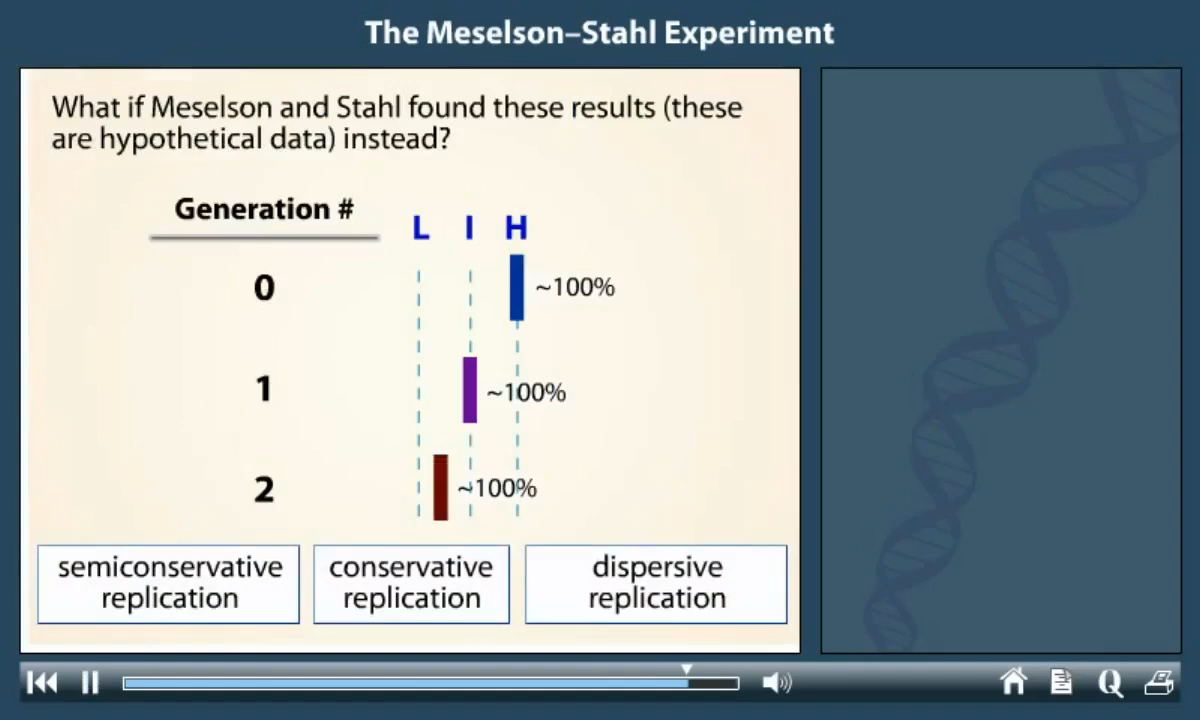 The Meselson–Stahl Experiment
What if Meselson and Stahl found these results (these
are hypothetical data) instead?
Generation #
L I H
0 ~100%
1 ~100%
2 ~100%
semiconservative
replication
conservative
replication
dispersive
replication
Q